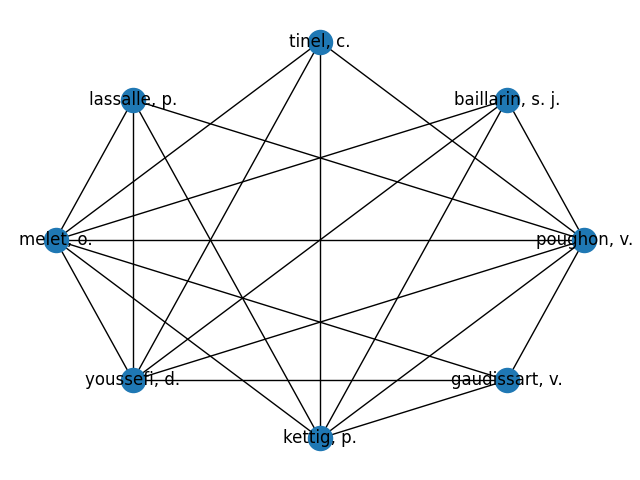 tinel, c.
lassalle, p.
baillarin, s. j.
melet, o.
poughon, v.
youssefi, d.
gaudissart, v.
kettig, p.